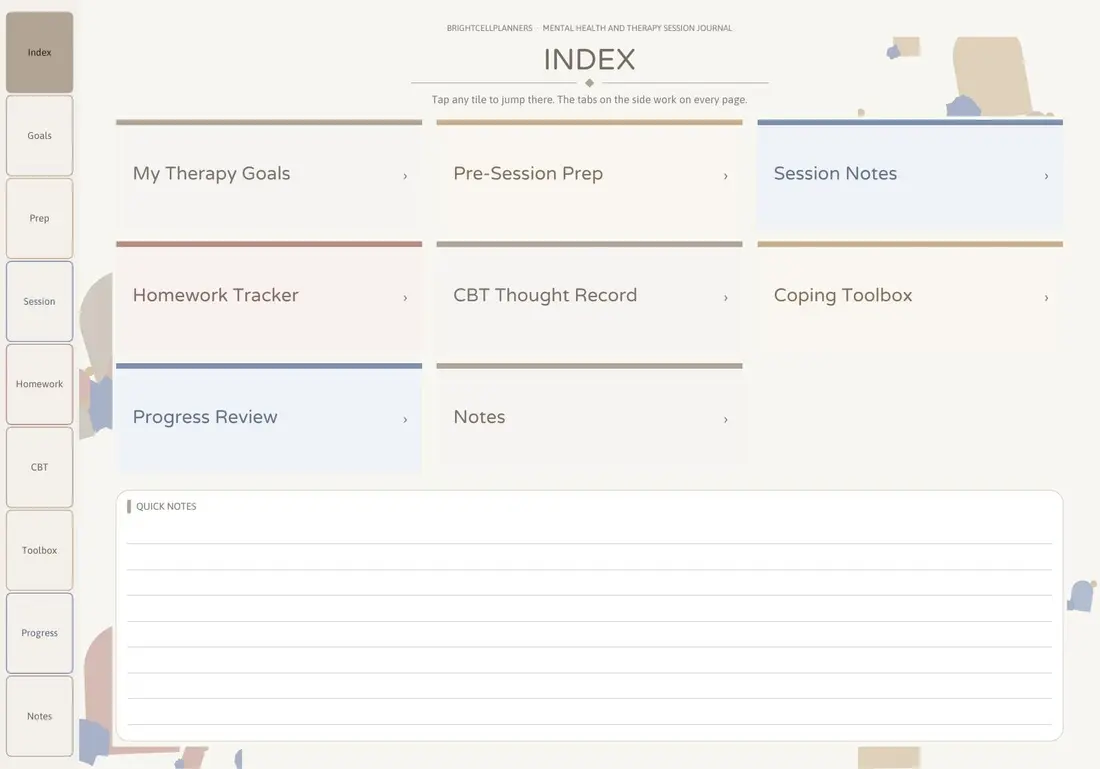 Index
Goals
Prep
Session
Homework
CBT
Toolbox
Progress
Notes
BRIGHTCELLPLANNERS · MENTAL HEALTH AND THERAPY SESSION JOURNAL
INDEX
Tap any tile to jump there. The tabs on the side work on every page.
My Therapy Goals ›
Pre-Session Prep ›
Session Notes ›
Homework Tracker ›
CBT Thought Record ›
Coping Toolbox ›
Progress Review ›
Notes ›
QUICK NOTES